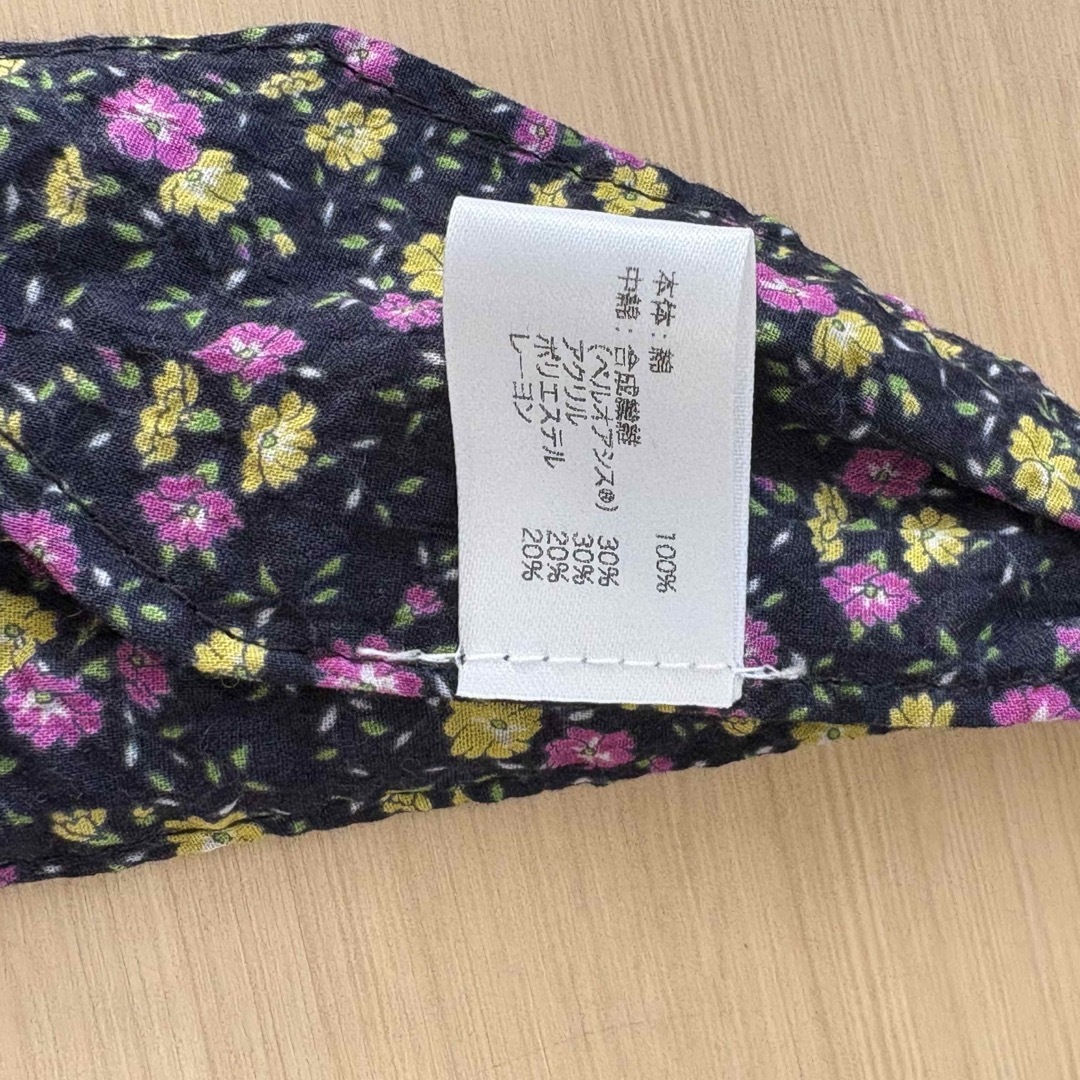 本体：綿 100%
中綿：合成繊維
(ベルオアシス®) 30%
アクリル 30%
ポリエステル 20%
レーヨン 20%